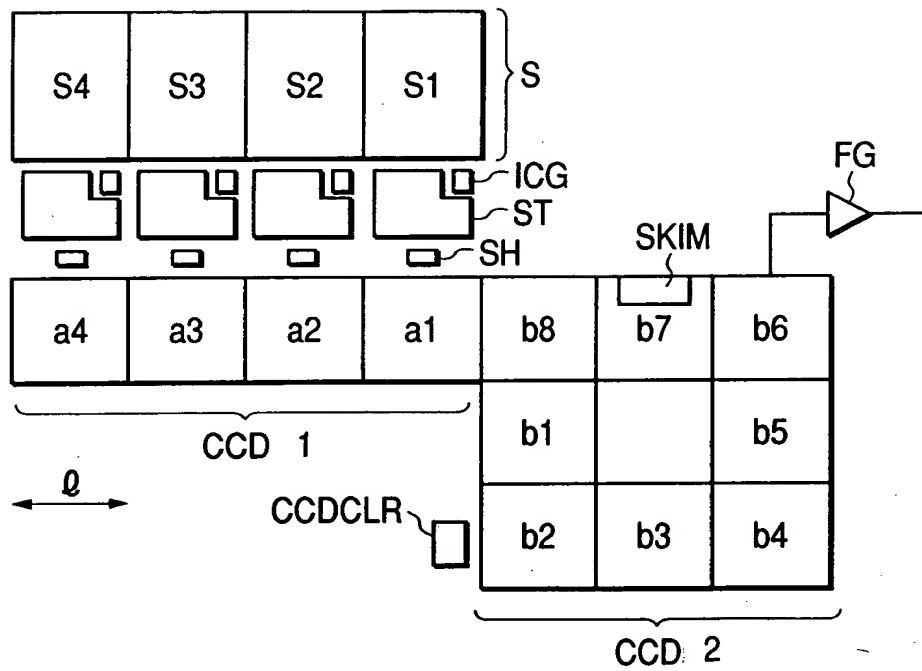 S4 S3 S2 S1 S
FG
ICG
ST
SH SKIM
a4 a3 a2 a1 b8 b7 b6
b1 b5
CCD 1
ℓ
CCDCLR b2 b3 b4
CCD 2